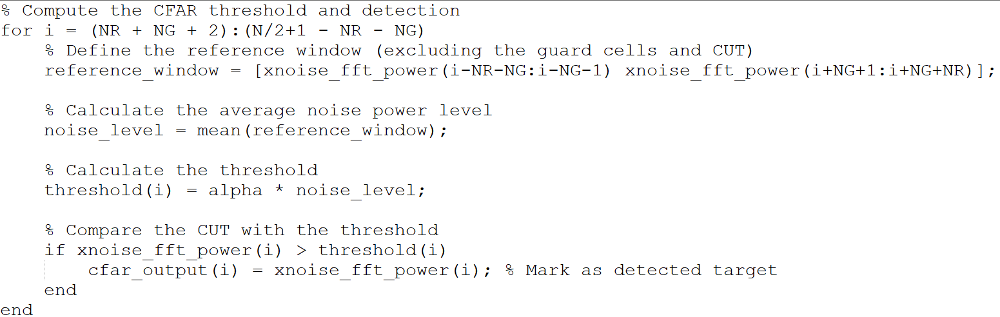 % Compute the CFAR threshold and detection
for i = (NR + NG + 2):(N/2+1 - NR - NG)
    % Define the reference window (excluding the guard cells and CUT)
    reference_window = [xnoise_fft_power(i-NR-NG:i-NG-1) xnoise_fft_power(i+NG+1:i+NG+NR)];

    % Calculate the average noise power level
    noise_level = mean(reference_window);

    % Calculate the threshold
    threshold(i) = alpha * noise_level;

    % Compare the CUT with the threshold
    if xnoise_fft_power(i) > threshold(i)
        cfar_output(i) = xnoise_fft_power(i); % Mark as detected target
    end
end